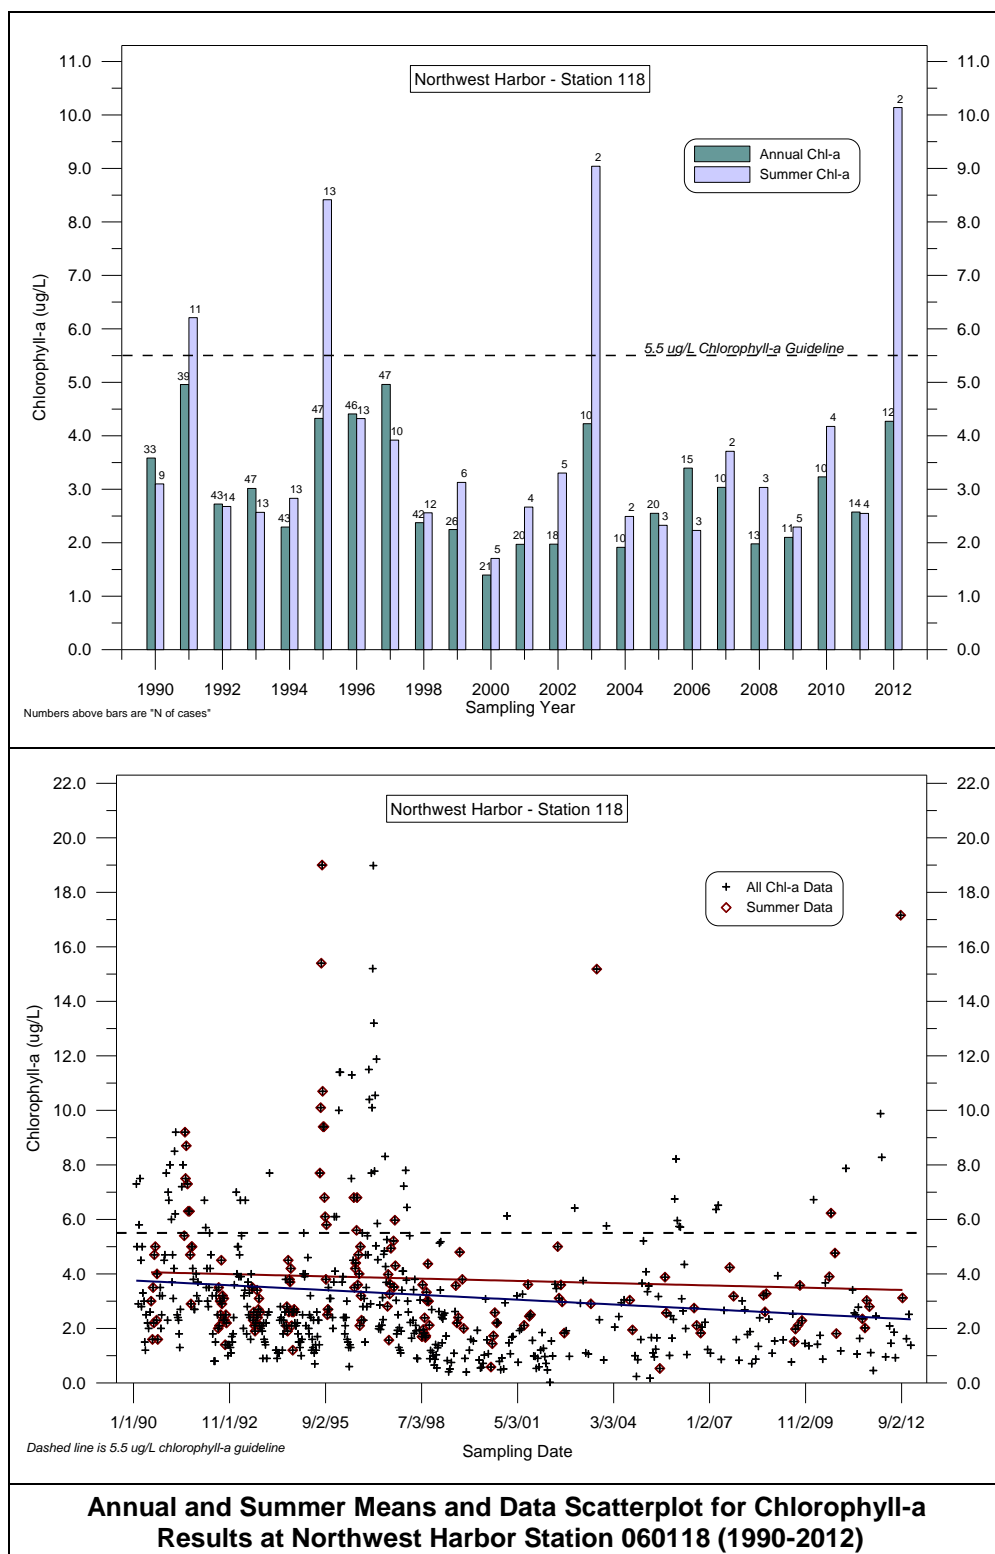 Northwest Harbor - Station 118
11.0 11.0
10.0 10.0
9.0 9.0
8.0 8.0
7.0 7.0
6.0 6.0
5.0 5.0
4.0 4.0
3.0 3.0
2.0 2.0
1.0 1.0
0.0 0.0
Chlorophyll-a (ug/L)
Annual Chl-a
Summer Chl-a
5.5 ug/L Chlorophyll-a Guideline
33 9 39 11 43 14 47 13 43 13 47 13 46 13 47 10 42 12 26 6 21 5 20 4 18 5 10 2 10 2 20 3 15 3 10 2 13 3 11 5 10 4 14 4 12 2
1990 1992 1994 1996 1998 2000 2002 2004 2006 2008 2010 2012
Sampling Year
Numbers above bars are "N of cases"
Northwest Harbor - Station 118
22.0 22.0
20.0 20.0
18.0 18.0
16.0 16.0
14.0 14.0
12.0 12.0
10.0 10.0
8.0 8.0
6.0 6.0
4.0 4.0
2.0 2.0
0.0 0.0
Chlorophyll-a (ug/L)
All Chl-a Data
Summer Data
1/1/90 11/1/92 9/2/95 7/3/98 5/3/01 3/3/04 1/2/07 11/2/09 9/2/12
Sampling Date
Dashed line is 5.5 ug/L chlorophyll-a guideline
Annual and Summer Means and Data Scatterplot for Chlorophyll-a
Results at Northwest Harbor Station 060118 (1990-2012)